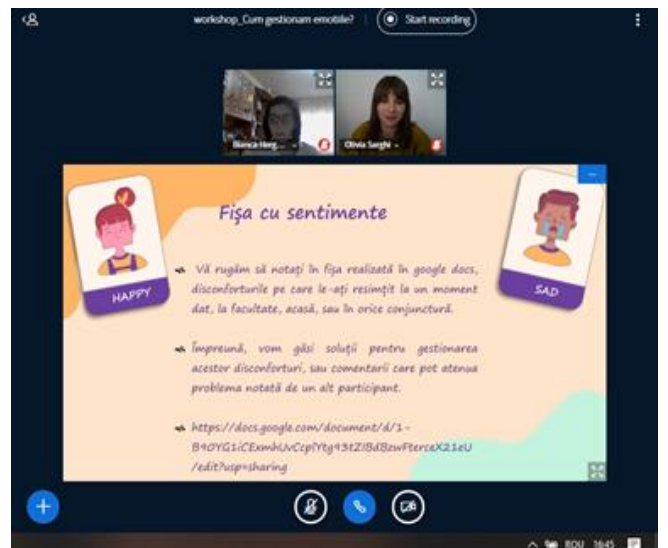 workshop_Cum gestionam emotiile?
Start recording
Bianca Herg...
Olivia Sarghi
Fișa cu sentimente
HAPPY
SAD
Vă rugăm să notați în fișa realizată în google docs,
disconforturile pe care le-ați resimțit la un moment
dat, la facultate, acasă, sau în orice conjunctură.
Împreună, vom găsi soluții pentru gestionarea
acestor disconforturi, sau comentarii care pot atenua
problema notată de un alt participant.
https://docs.google.com/document/d/1-
/edit?usp=sharing
ROU
16:45